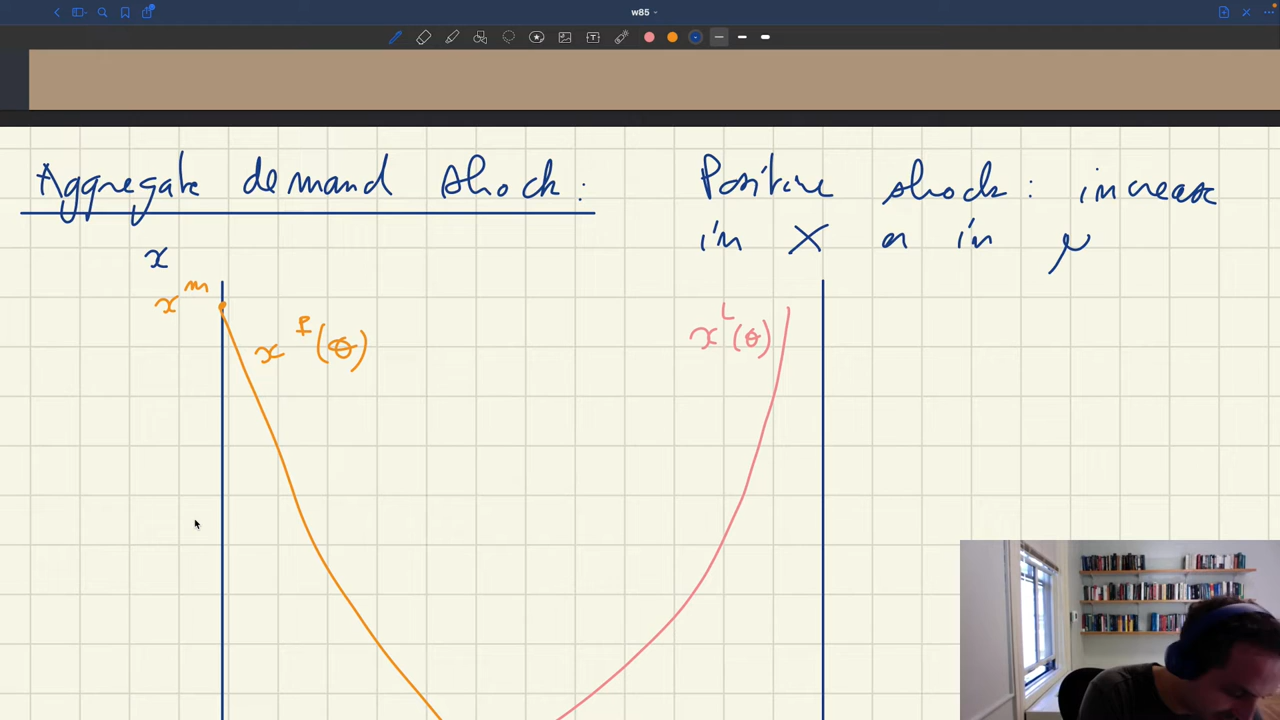 w85
Aggregate demand shock :
Positive shock : increase
in X or in μ
x
x^m
x^P(θ)
x^L(θ)